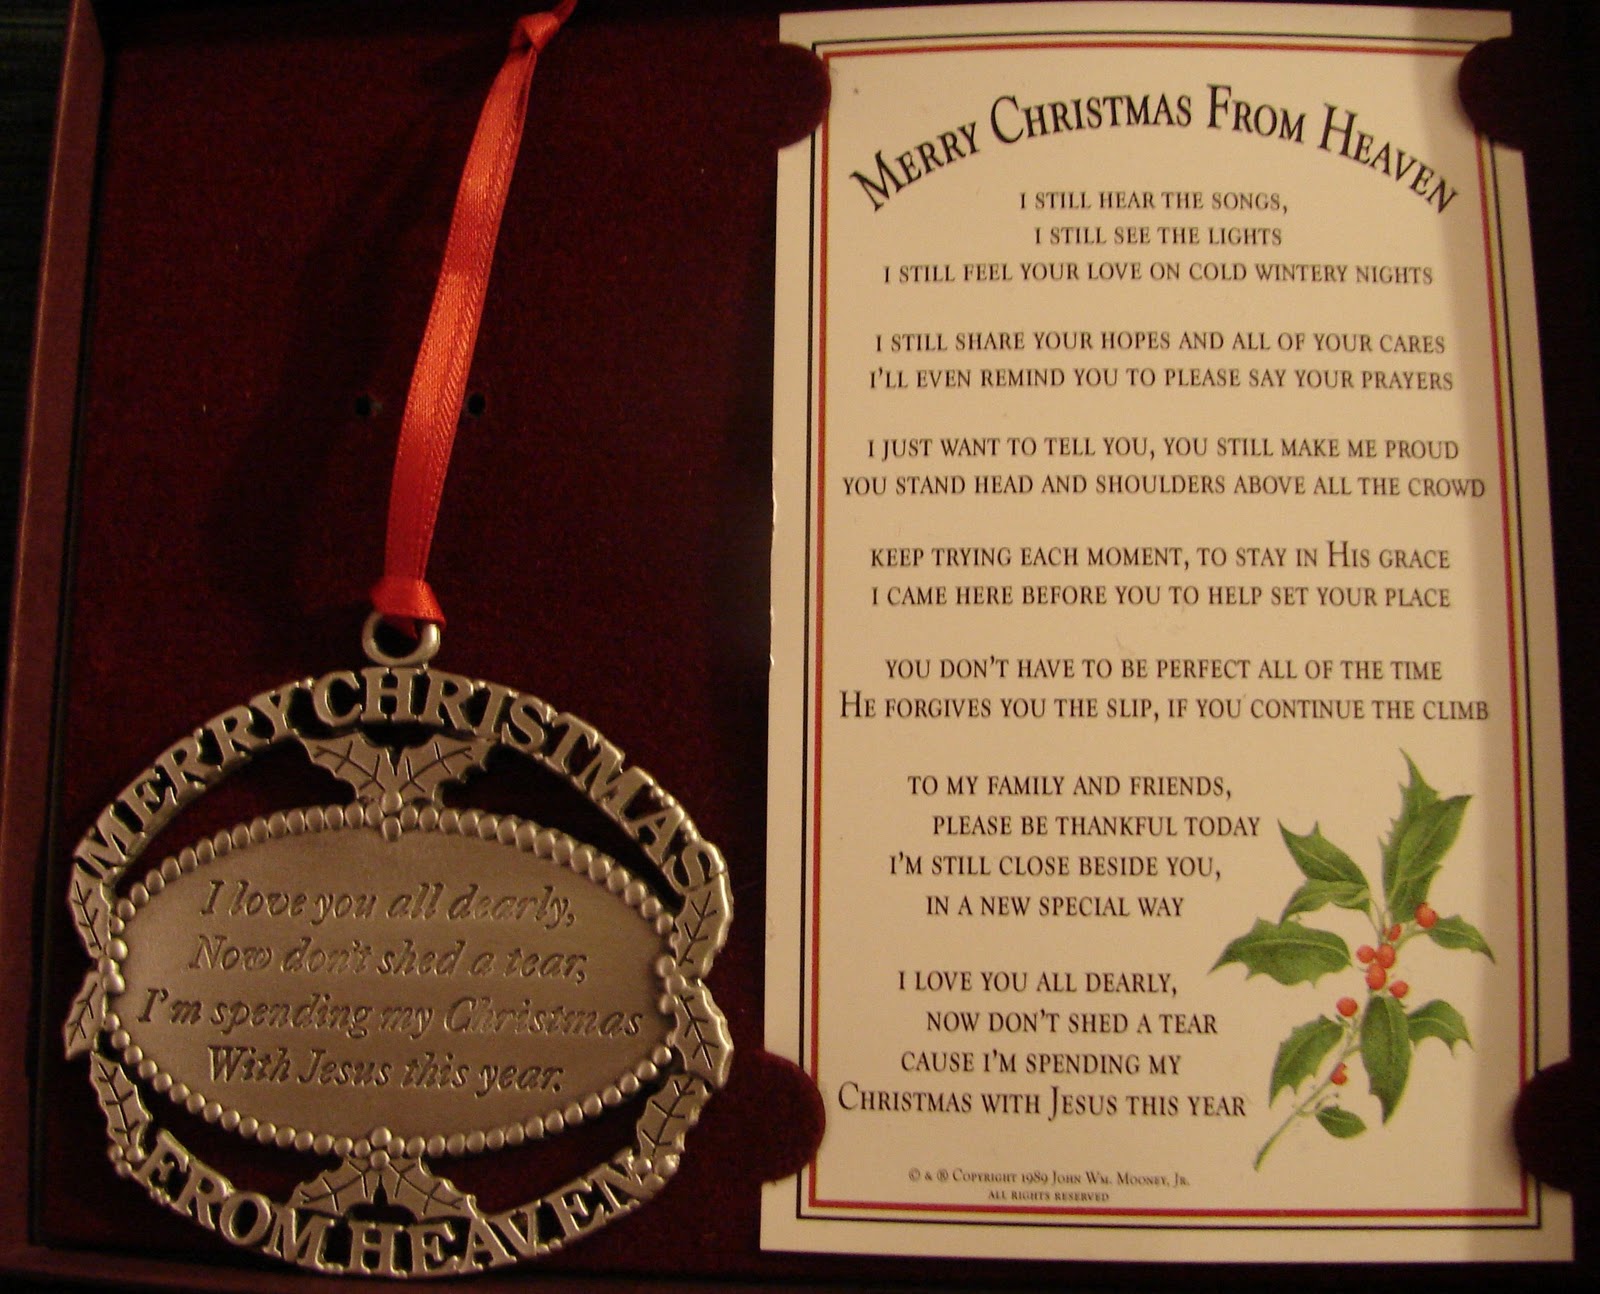 MERRY CHRISTMAS
I love you all dearly,
Now don't shed a tear,
I'm spending my Christmas
With Jesus this year.
FROM HEAVEN
MERRY CHRISTMAS FROM HEAVEN
I STILL HEAR THE SONGS,
I STILL SEE THE LIGHTS
I STILL FEEL YOUR LOVE ON COLD WINTERY NIGHTS
I STILL SHARE YOUR HOPES AND ALL OF YOUR CARES
I'LL EVEN REMIND YOU TO PLEASE SAY YOUR PRAYERS
I JUST WANT TO TELL YOU, YOU STILL MAKE ME PROUD
YOU STAND HEAD AND SHOULDERS ABOVE ALL THE CROWD
KEEP TRYING EACH MOMENT, TO STAY IN HIS GRACE
I CAME HERE BEFORE YOU TO HELP SET YOUR PLACE
YOU DON'T HAVE TO BE PERFECT ALL OF THE TIME
HE FORGIVES YOU THE SLIP, IF YOU CONTINUE THE CLIMB
TO MY FAMILY AND FRIENDS,
PLEASE BE THANKFUL TODAY
I'M STILL CLOSE BESIDE YOU,
IN A NEW SPECIAL WAY
I LOVE YOU ALL DEARLY,
NOW DON'T SHED A TEAR
CAUSE I'M SPENDING MY
CHRISTMAS WITH JESUS THIS YEAR
© & ® COPYRIGHT 1989 JOHN WM. MOONEY, JR.
ALL RIGHTS RESERVED